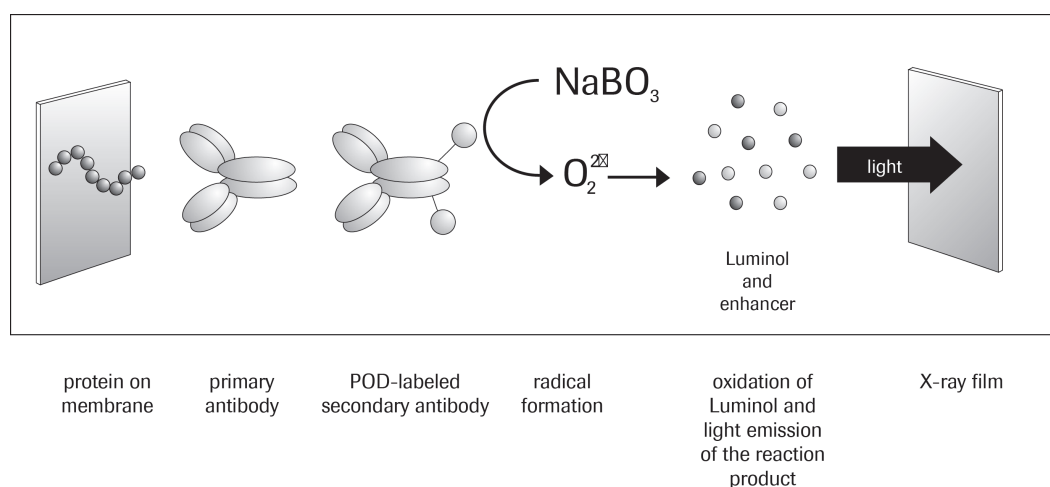 NaBO₃
O₂²☒
light
Luminol
and
enhancer
protein on
membrane
primary
antibody
POD-labeled
secondary antibody
radical
formation
oxidation of
Luminol and
light emission
of the reaction
product
X-ray film